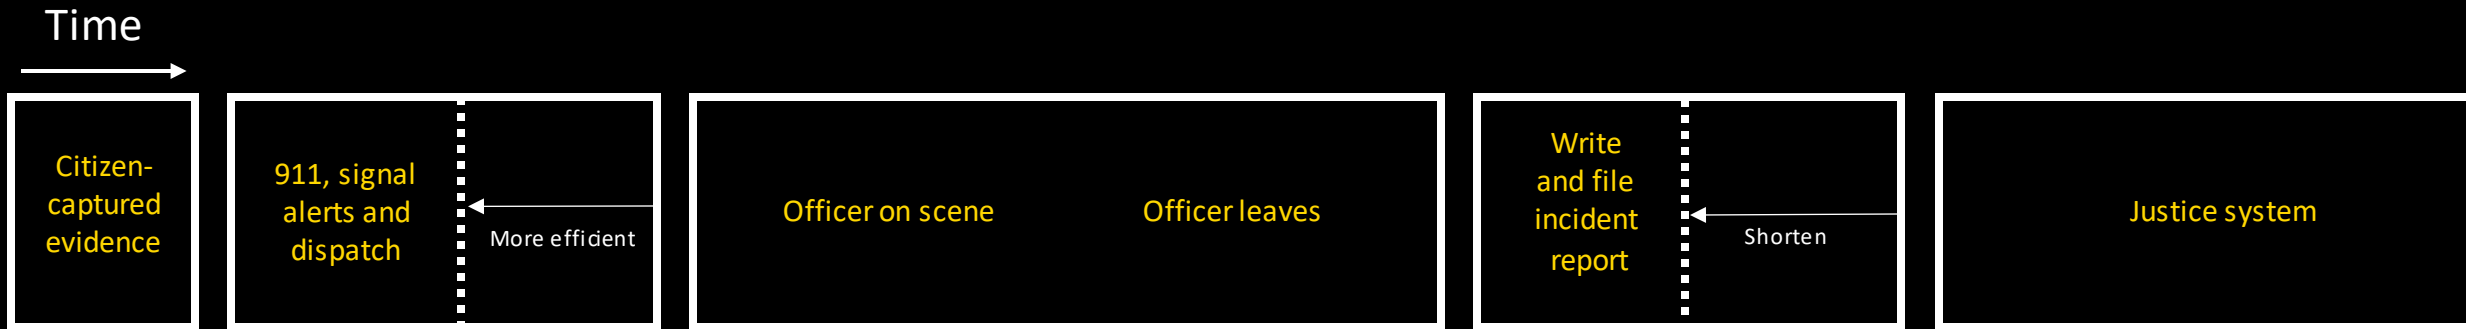 Time
Citizen-
captured
evidence
911, signal
alerts and
dispatch
More efficient
Officer on scene
Officer leaves
Write
and file
incident
report
Shorten
Justice system